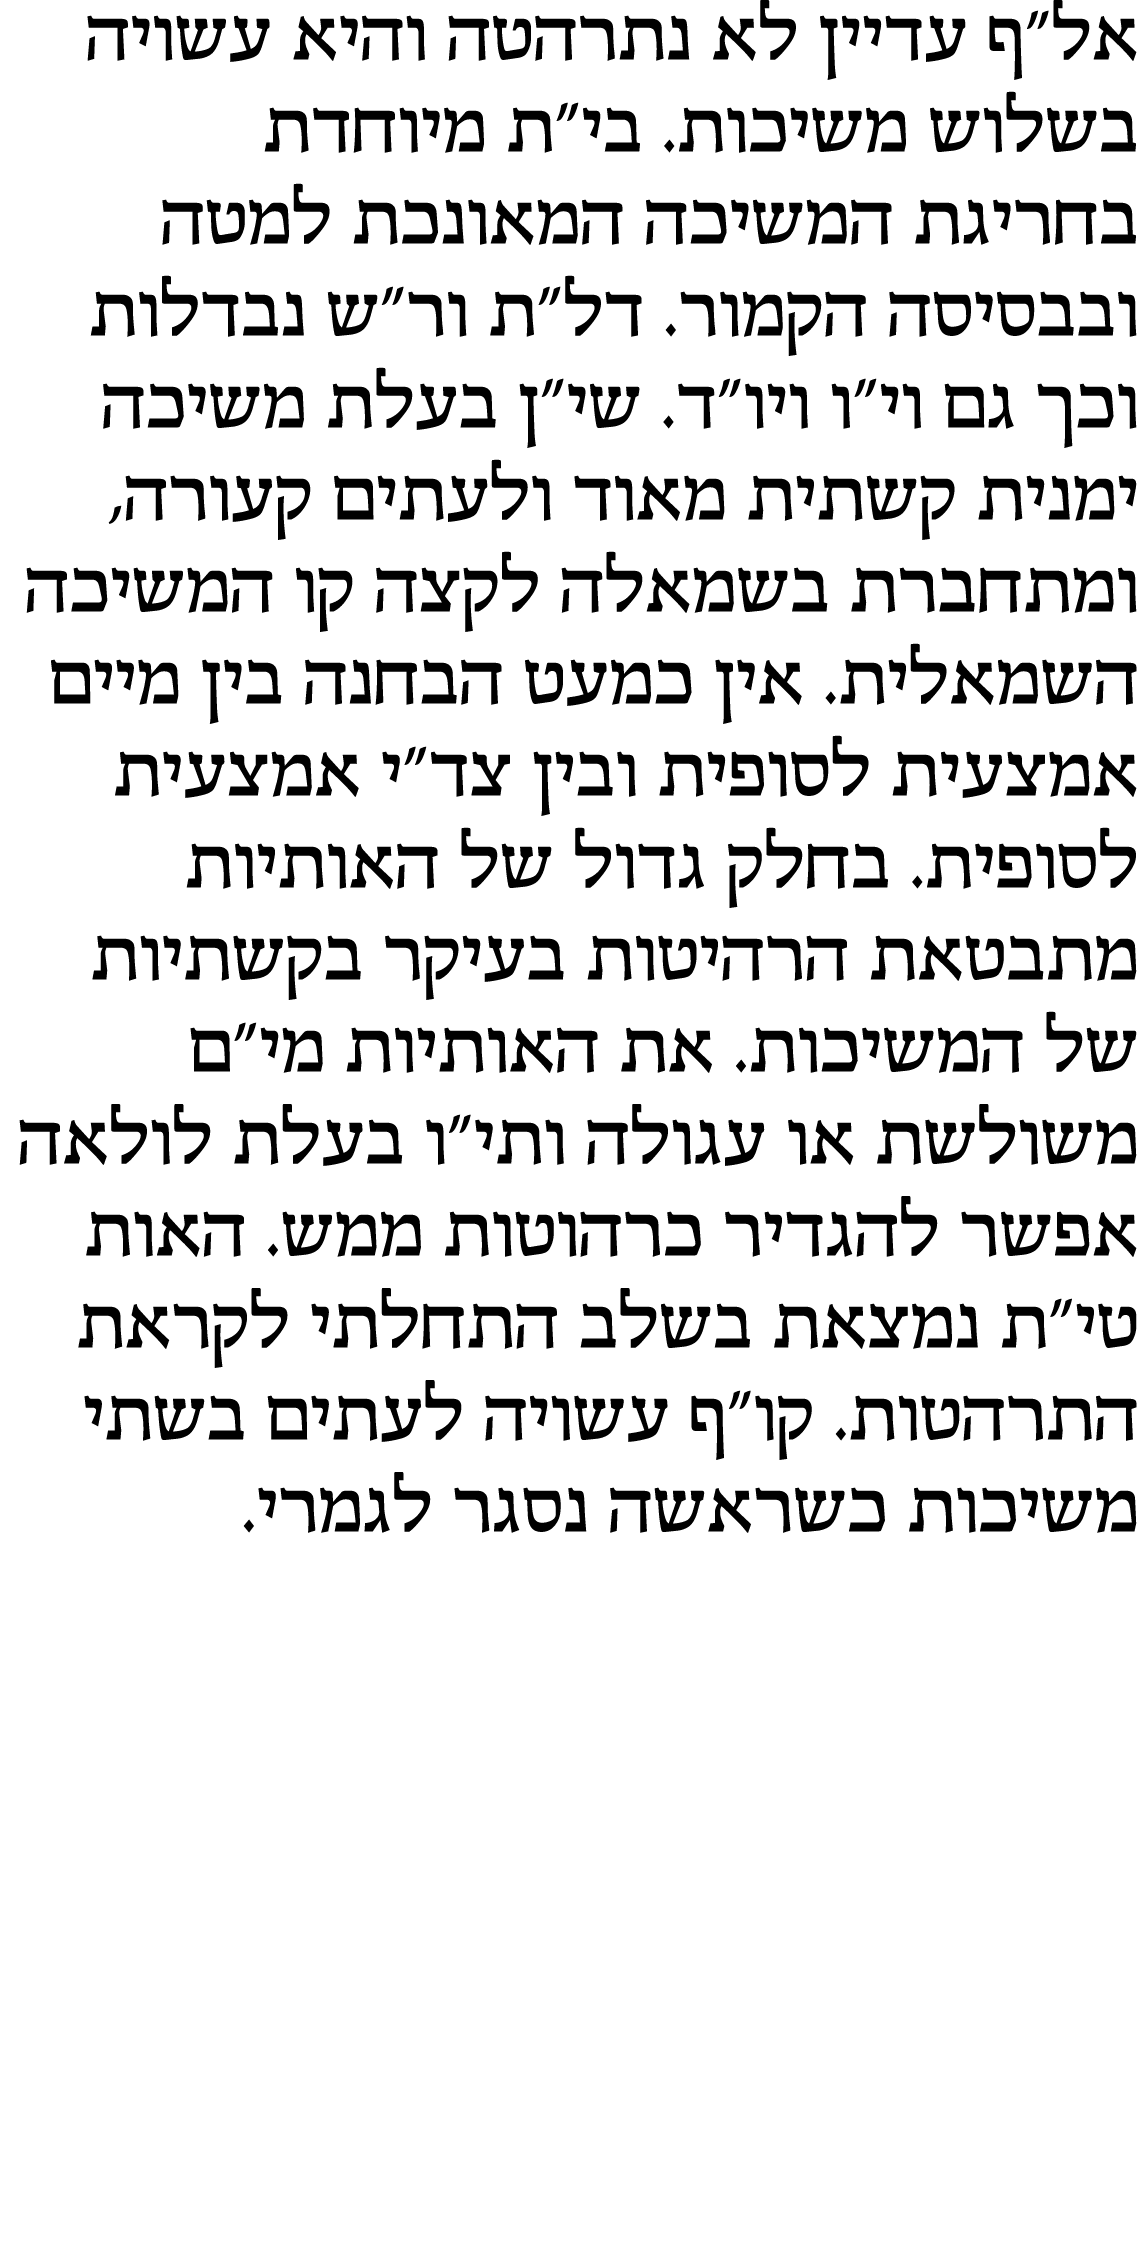 אל״ף עדיין לא נתרהטה והיא עשויה
בשלוש משיכות. בי״ת מיוחדת
בחריגת המשיכה המאונכת למטה
ובבסיסה הקמור. דל״ת ור״ש נבדלות
וכך גם וי״ו ויו״ד. שי״ן בעלת משיכה
ימנית קשתית מאוד ולעתים קעורה,
ומתחברת בשמאלה לקצה קו המשיכה
השמאלית. אין כמעט הבחנה בין מיים
אמצעית לסופית ובין צד״י אמצעית
לסופית. בחלק גדול של האותיות
מתבטאת הרהיטות בעיקר בקשתיות
של המשיכות. את האותיות מי״ם
משולשת או עגולה ותי״ו בעלת לולאה
אפשר להגדיר כרהוטות ממש. האות
טי״ת נמצאת בשלב התחלתי לקראת
התרהטות. קו״ף עשויה לעתים בשתי
משיכות כשראשה נסגר לגמרי.